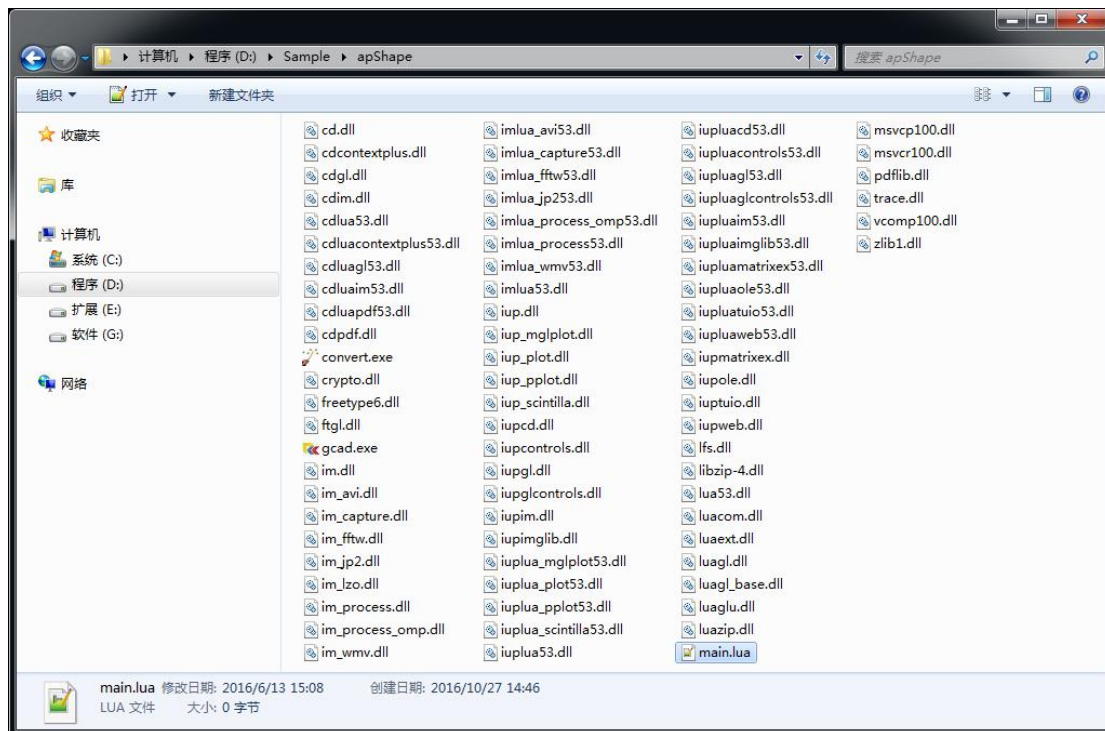 计算机 ▸ 程序 (D:) ▸ Sample ▸ apShape
搜索 apShape
组织 打开 新建文件夹
收藏夹
库
计算机
系统 (C:)
程序 (D:)
扩展 (E:)
软件 (G:)
网络
cd.dll
cdcontextplus.dll
cdgl.dll
cdim.dll
cdlua53.dll
cdluacontextplus53.dll
cdluagl53.dll
cdluaim53.dll
cdluapdf53.dll
cdpdf.dll
convert.exe
crypto.dll
freetype6.dll
ftgl.dll
gcad.exe
im.dll
im_avi.dll
im_capture.dll
im_fftw.dll
im_jp2.dll
im_lzo.dll
im_process.dll
im_process_omp.dll
im_wmv.dll
imlua_avi53.dll
imlua_capture53.dll
imlua_fftw53.dll
imlua_jp253.dll
imlua_process_omp53.dll
imlua_process53.dll
imlua_wmv53.dll
imlua53.dll
iup.dll
iup_mglplot.dll
iup_plot.dll
iup_pplot.dll
iup_scintilla.dll
iupcd.dll
iupcontrols.dll
iupgl.dll
iupglcontrols.dll
iupim.dll
iupimglib.dll
iuplua_mglplot53.dll
iuplua_plot53.dll
iuplua_pplot53.dll
iuplua_scintilla53.dll
iuplua53.dll
iupluacd53.dll
iupluacontrols53.dll
iupluagl53.dll
iupluaglcontrols53.dll
iupluaim53.dll
iupluaimglib53.dll
iupluamatrixex53.dll
iupluaole53.dll
iupluatuio53.dll
iupluaweb53.dll
iupmatrixex.dll
iupole.dll
iuptuio.dll
iupweb.dll
lfs.dll
libzip-4.dll
lua53.dll
luacom.dll
luaext.dll
luagl.dll
luagl_base.dll
luaglu.dll
luazip.dll
main.lua
msvcp100.dll
msvcr100.dll
pdflib.dll
trace.dll
vcomp100.dll
zlib1.dll
main.lua 修改日期: 2016/6/13 15:08 创建日期: 2016/10/27 14:46
LUA 文件 大小: 0 字节